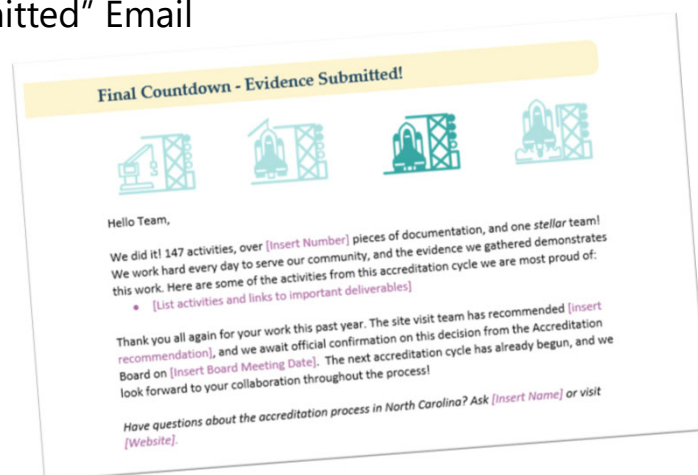 itted” Email
Final Countdown - Evidence Submitted!
Hello Team,
We did it! 147 activities, over [Insert Number] pieces of documentation, and one stellar team!
We work hard every day to serve our community, and the evidence we gathered demonstrates
this work. Here are some of the activities from this accreditation cycle we are most proud of:
• [List activities and links to important deliverables]
Thank you all again for your work this past year. The site visit team has recommended [insert
recommendation], and we await official confirmation on this decision from the Accreditation
Board on [Insert Board Meeting Date]. The next accreditation cycle has already begun, and we
look forward to your collaboration throughout the process!
Have questions about the accreditation process in North Carolina? Ask [Insert Name] or visit
[Website].